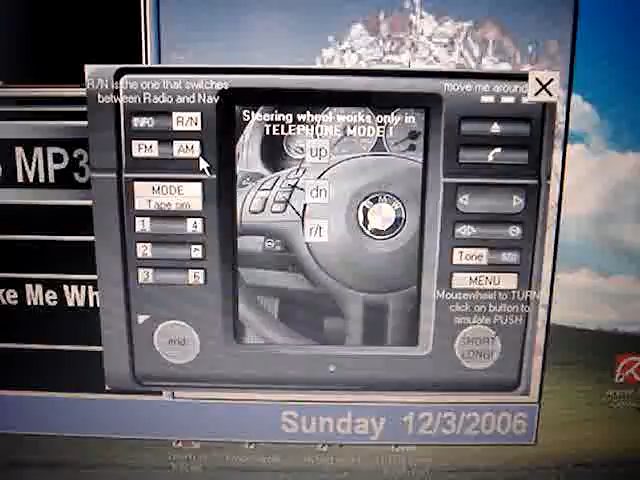 R/N is the one that switches
between Radio and Nav
move me around
X
Steering wheel works only in
TELEPHONE MODE !
INFO R/N
FM AM
MODE
Tape on
1 4
2
3 6
up
dn
r/t
BMW
Tone
MENU
Mousewheel to TURN
click on button to
simulate PUSH
end
SHORT
LONG
MP3
ke Me Wh
Sunday 12/3/2006